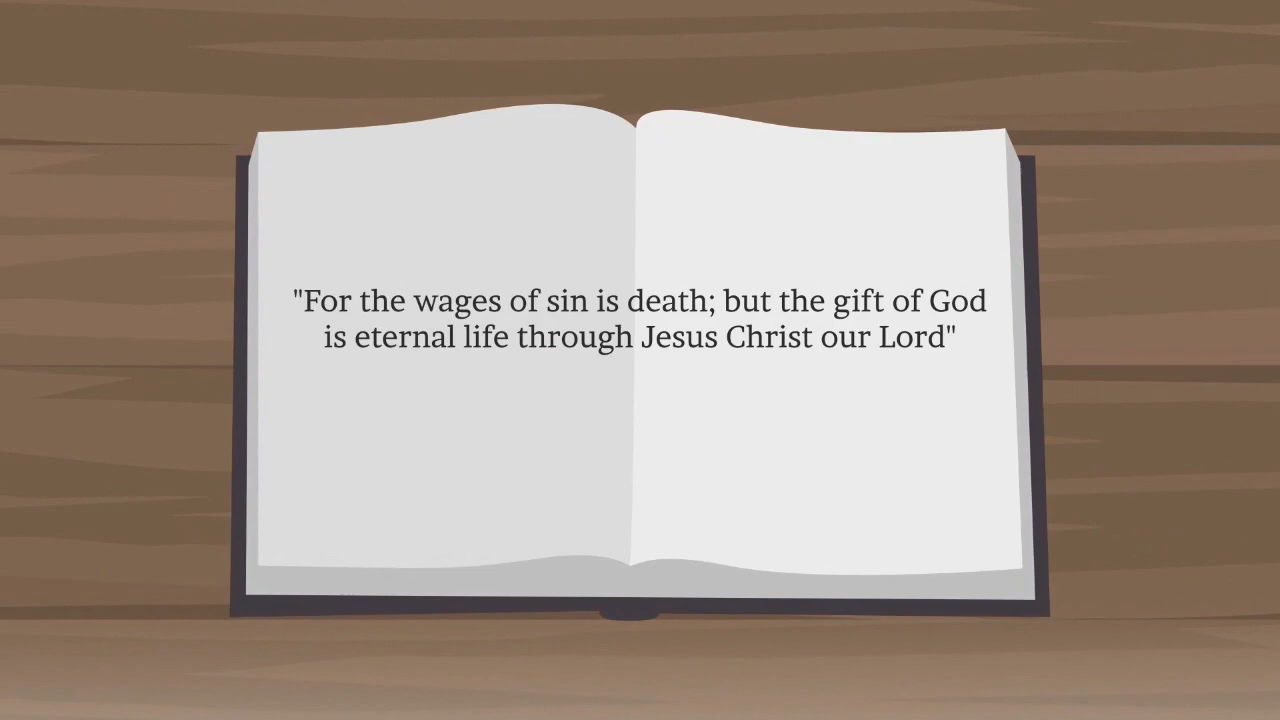 "For the wages of sin is death; but the gift of God
is eternal life through Jesus Christ our Lord"